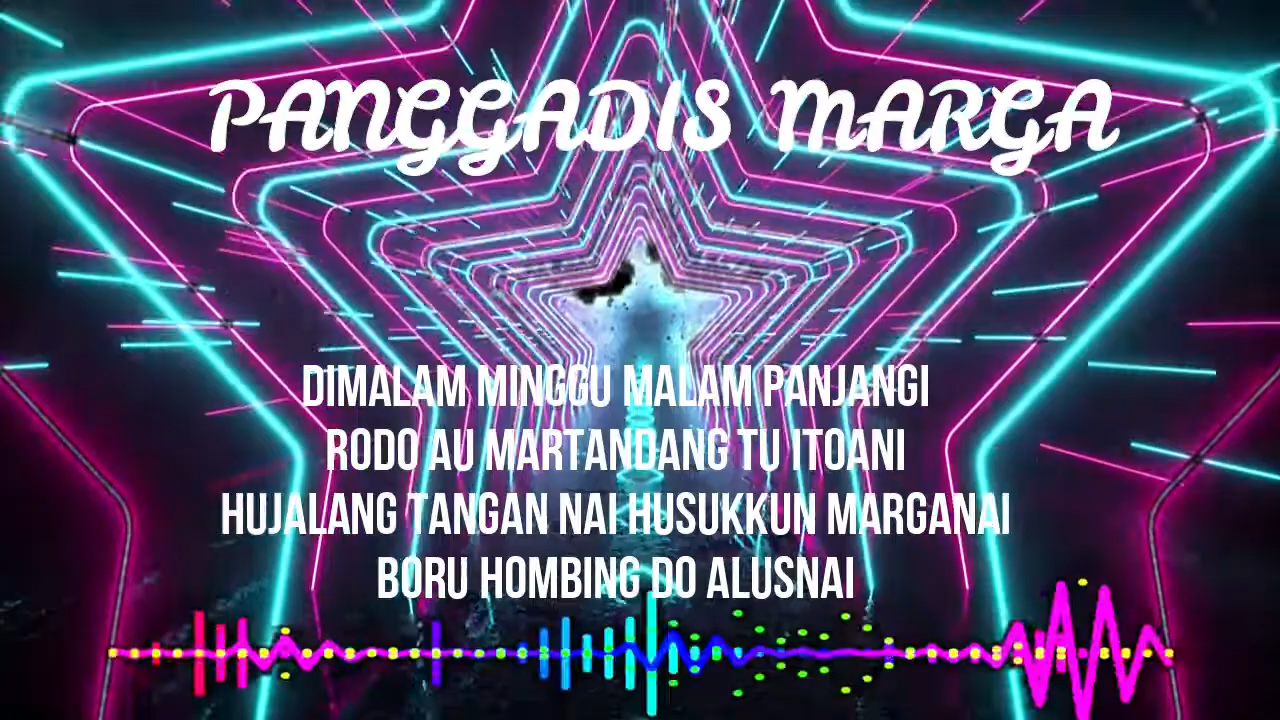 PANGGADIS MARGA
DIMALAM MINGGU MALAM PANJANGI
RODO AU MARTANDANG TU ITOANI
HUJALANG TANGAN NAI HUSUKKUN MARGANAI
BORU HOMBING DO ALUSNAI